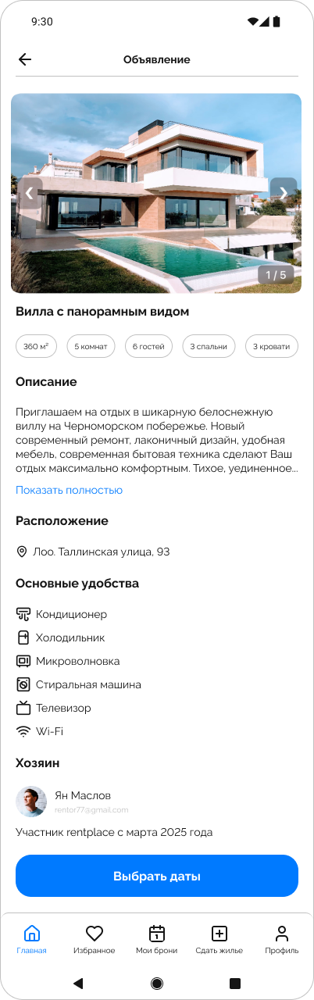 9:30
Объявление
1 / 5
Вилла с панорамным видом
360 м² 5 комнат 6 гостей 3 спальни 3 кровати
Описание
Приглашаем на отдых в шикарную белоснежную
виллу на Черноморском побережье. Новый
современный ремонт, лаконичный дизайн, удобная
мебель, современная бытовая техника сделают Ваш
отдых максимально комфортным. Тихое, уединенное...
Показать полностью
Расположение
Лоо. Таллинская улица, 93
Основные удобства
Кондиционер
Холодильник
Микроволновка
Стиральная машина
Телевизор
Wi-Fi
Хозяин
Ян Маслов
rentor77@gmail.com
Участник rentplace с марта 2025 года
Выбрать даты
1
Главная Избранное Мои брони Сдать жилье Профиль